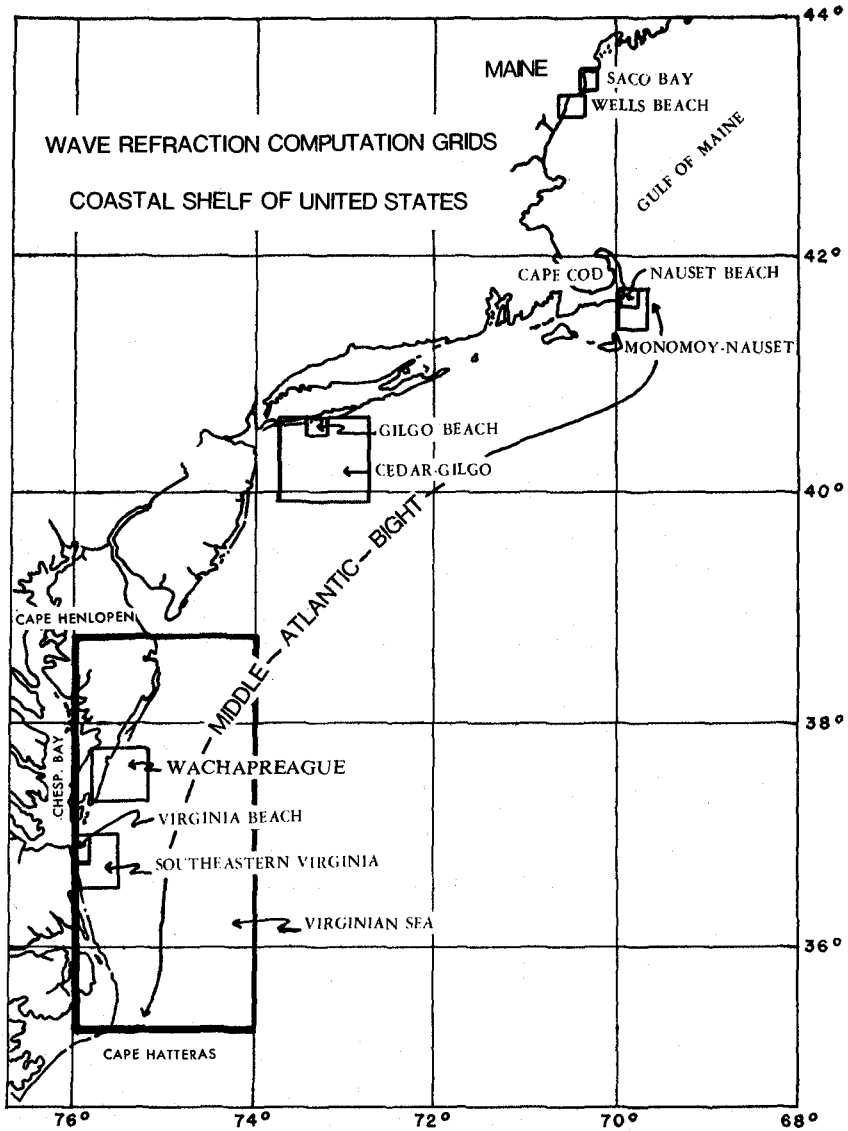 44°
MAINE
SACO BAY
WELLS BEACH
WAVE REFRACTION COMPUTATION GRIDS
GULF OF MAINE
COASTAL SHELF OF UNITED STATES
42°
CAPE COD
NAUSET BEACH
MONOMOY-NAUSET
GILGO BEACH
CEDAR-GILGO
40°
MIDDLE - ATLANTIC - BIGHT
CAPE HENLOPEN
38°
CHESP. BAY
WACHAPREAGUE
VIRGINIA BEACH
SOUTHEASTERN VIRGINIA
VIRGINIAN SEA
36°
CAPE HATTERAS
76° 74° 72° 70° 68°